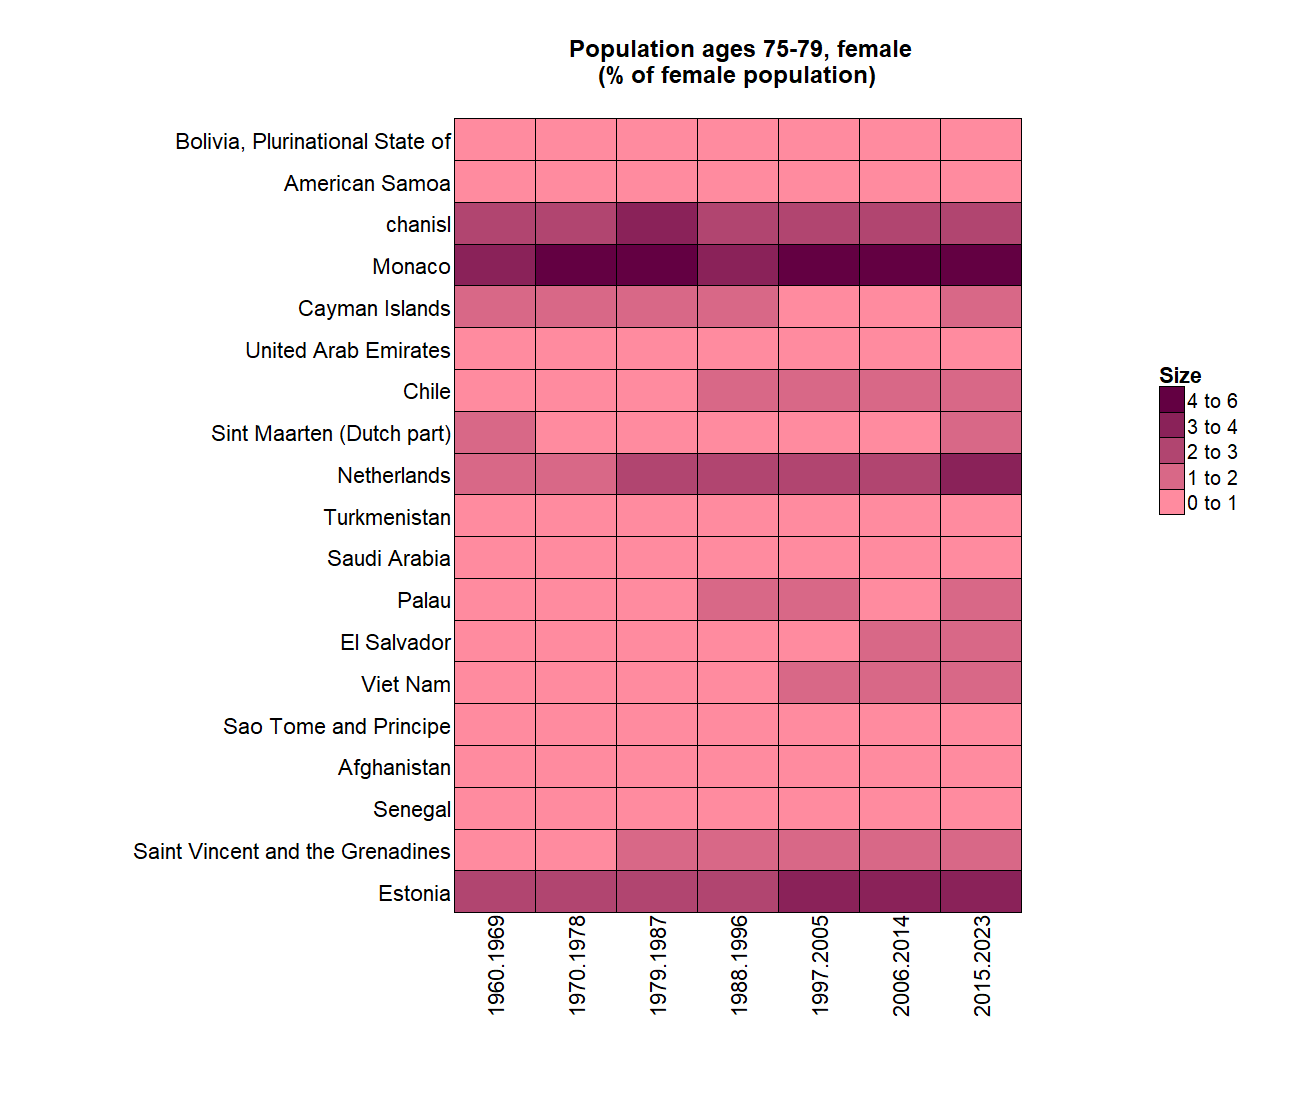 Population ages 75-79, female
(% of female population)
Bolivia, Plurinational State of
American Samoa
chanisl
Monaco
Cayman Islands
United Arab Emirates
Chile
Sint Maarten (Dutch part)
Netherlands
Turkmenistan
Saudi Arabia
Palau
El Salvador
Viet Nam
Sao Tome and Principe
Afghanistan
Senegal
Saint Vincent and the Grenadines
Estonia
1960.1969
1970.1978
1979.1987
1988.1996
1997.2005
2006.2014
2015.2023
Size
4 to 6
3 to 4
2 to 3
1 to 2
0 to 1